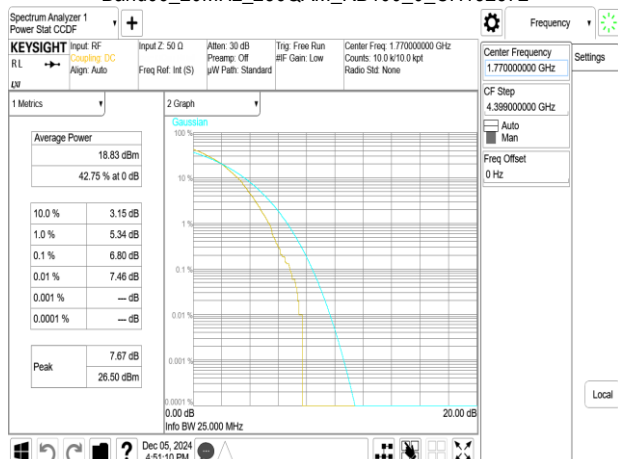 Spectrum Analyzer 1
Power Stat CCDF
Frequency
KEYSIGHT
RL
LXI
Input: RF
Coupling: DC
Align: Auto
Input Z: 50 Ω
Freq Ref: Int (S)
Atten: 30 dB
Preamp: Off
µW Path: Standard
Trig: Free Run
#IF Gain: Low
Center Freq: 1.770000000 GHz
Counts: 10.0 k/10.0 kpt
Radio Std: None
Center Frequency
1.770000000 GHz
Settings
CF Step
4.399000000 GHz
Auto
Man
Freq Offset
0 Hz
1 Metrics
Average Power
18.83 dBm
42.75 % at 0 dB
10.0 % 3.15 dB
1.0 % 5.34 dB
0.1 % 6.80 dB
0.01 % 7.46 dB
0.001 % --- dB
0.0001 % --- dB
Peak
7.67 dB
26.50 dBm
2 Graph
Gaussian
100 %
10 %
1 %
0.1 %
0.01 %
0.001 %
0.0001 %
0.00 dB 20.00 dB
Info BW 25.000 MHz
Local
Dec 05, 2024
4:51:10 PM